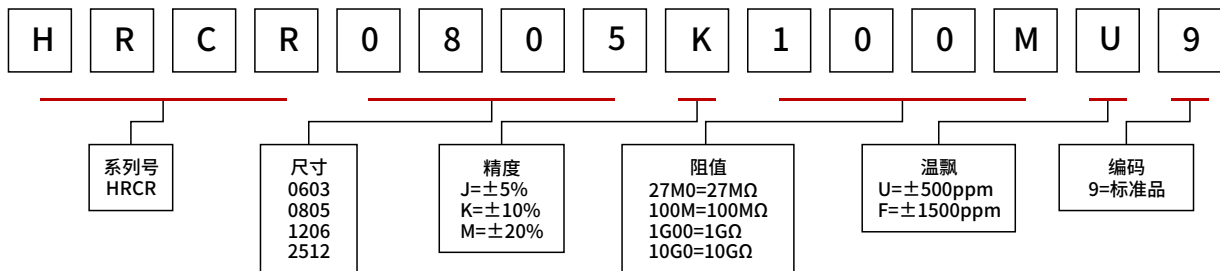 H R C R 0 8 0 5 K 1 0 0 M U 9
系列号
HRCR
尺寸
0603
0805
1206
2512
精度
J=±5%
K=±10%
M=±20%
阻值
27M0=27MΩ
100M=100MΩ
1G00=1GΩ
10G0=10GΩ
温飘
U=±500ppm
F=±1500ppm
编码
9=标准品